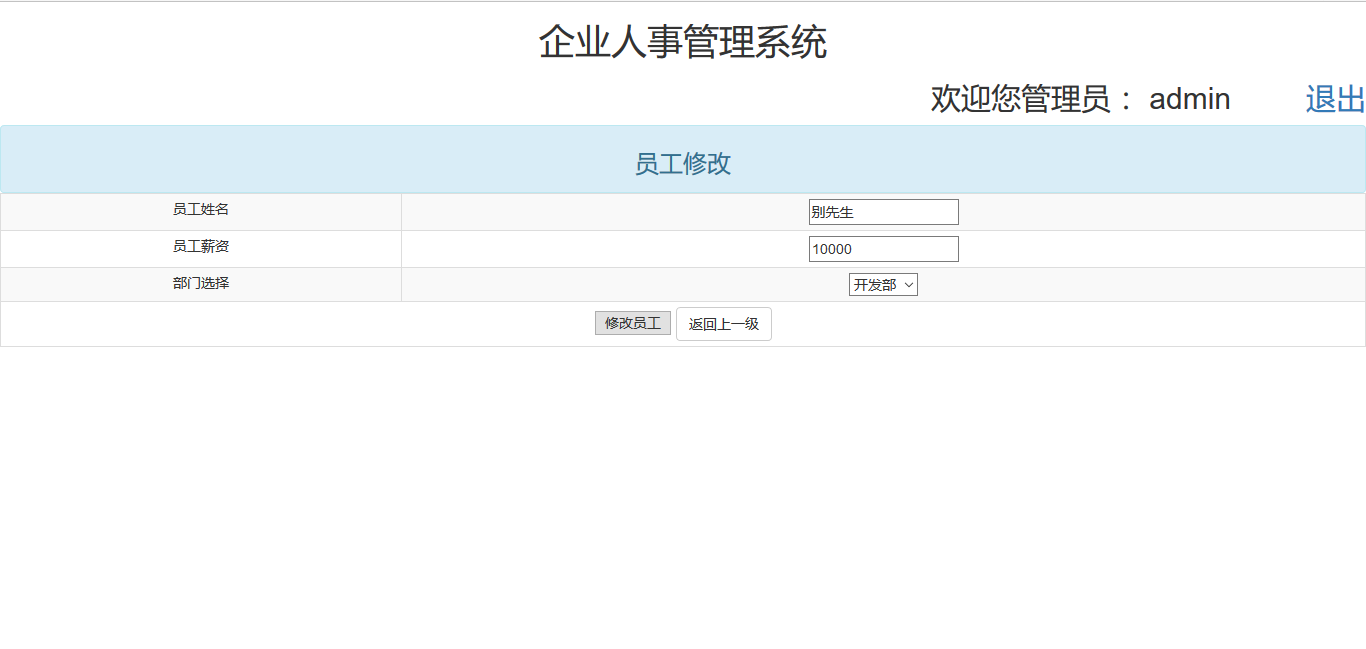 企业人事管理系统
欢迎您管理员： admin 退出
员工修改
员工姓名 别先生
员工薪资 10000
部门选择 开发部
修改员工 返回上一级